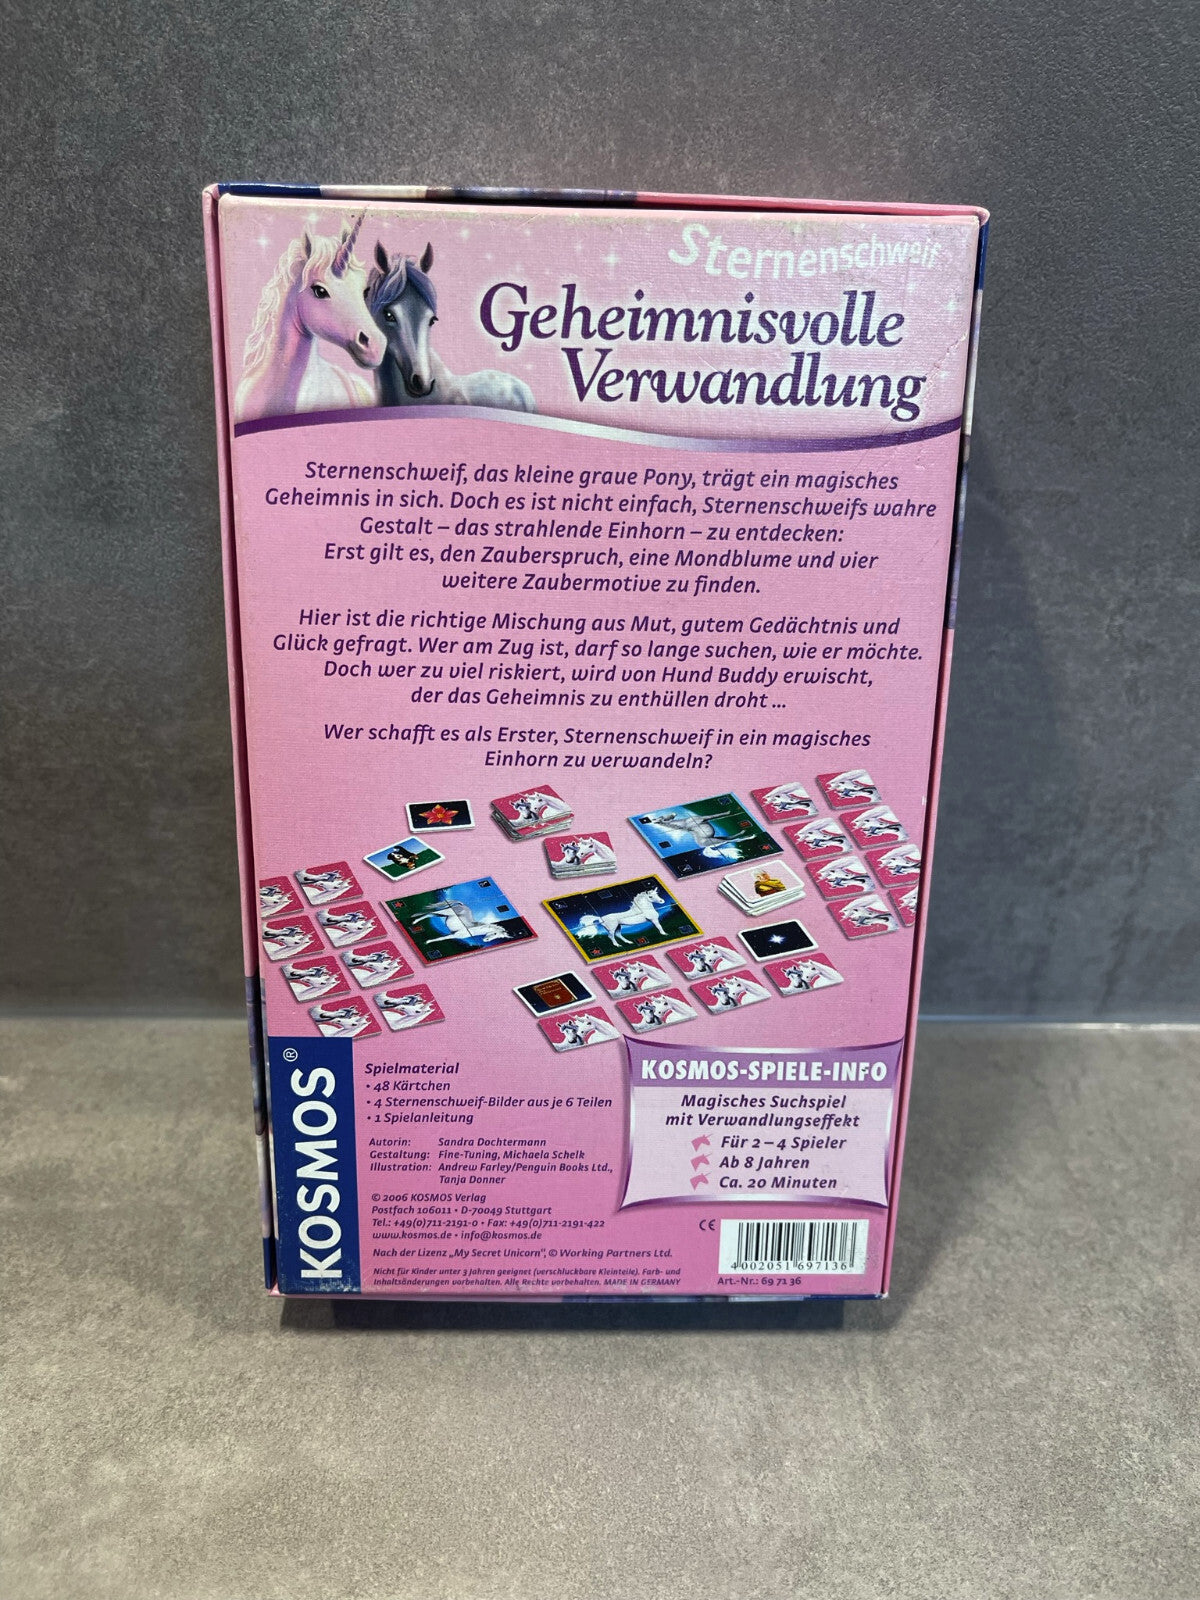 Sternenschweif
Geheimnisvolle
Verwandlung
Sternenschweif, das kleine graue Pony, trägt ein magisches
Geheimnis in sich. Doch es ist nicht einfach, Sternenschweifs wahre
Gestalt – das strahlende Einhorn – zu entdecken:
Erst gilt es, den Zauberspruch, eine Mondblume und vier
weitere Zaubermotive zu finden.
Hier ist die richtige Mischung aus Mut, gutem Gedächtnis und
Glück gefragt. Wer am Zug ist, darf so lange suchen, wie er möchte.
Doch wer zu viel riskiert, wird von Hund Buddy erwischt,
der das Geheimnis zu enthüllen droht ...
Wer schafft es als Erster, Sternenschweif in ein magisches
Einhorn zu verwandeln?
KOSMOS®
Spielmaterial
• 48 Kärtchen
• 4 Sternenschweif-Bilder aus je 6 Teilen
• 1 Spielanleitung
Autorin: Sandra Dochtermann
Gestaltung: Fine-Tuning, Michaela Schelk
Illustration: Andrew Farley/Penguin Books Ltd.,
Tanja Donner
© 2006 KOSMOS Verlag
Postfach 106011 • D-70049 Stuttgart
Tel.: +49(0)711-2191-0 • Fax: +49(0)711-2191-422
www.kosmos.de • info@kosmos.de
Nach der Lizenz „My Secret Unicorn", © Working Partners Ltd.
Nicht für Kinder unter 3 Jahren geeignet (verschluckbare Kleinteile). Farb- und
Inhaltsänderungen vorbehalten. Alle Rechte vorbehalten. MADE IN GERMANY
KOSMOS-SPIELE-INFO
Magisches Suchspiel
mit Verwandlungseffekt
Für 2 – 4 Spieler
Ab 8 Jahren
Ca. 20 Minuten
CE
4 002051 697136
Art.-Nr.: 69 71 36